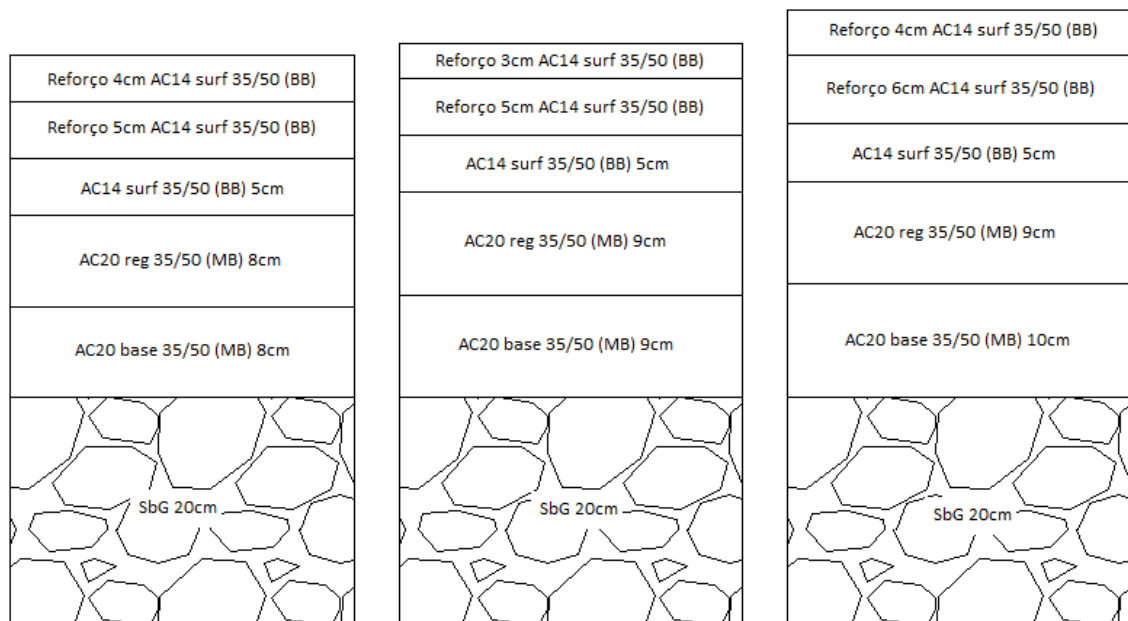 Reforço 4cm AC14 surf 35/50 (BB)
Reforço 5cm AC14 surf 35/50 (BB)
AC14 surf 35/50 (BB) 5cm
AC20 reg 35/50 (MB) 8cm
AC20 base 35/50 (MB) 8cm
SbG 20cm
Reforço 3cm AC14 surf 35/50 (BB)
Reforço 5cm AC14 surf 35/50 (BB)
AC14 surf 35/50 (BB) 5cm
AC20 reg 35/50 (MB) 9cm
AC20 base 35/50 (MB) 9cm
SbG 20cm
Reforço 4cm AC14 surf 35/50 (BB)
Reforço 6cm AC14 surf 35/50 (BB)
AC14 surf 35/50 (BB) 5cm
AC20 reg 35/50 (MB) 9cm
AC20 base 35/50 (MB) 10cm
SbG 20cm